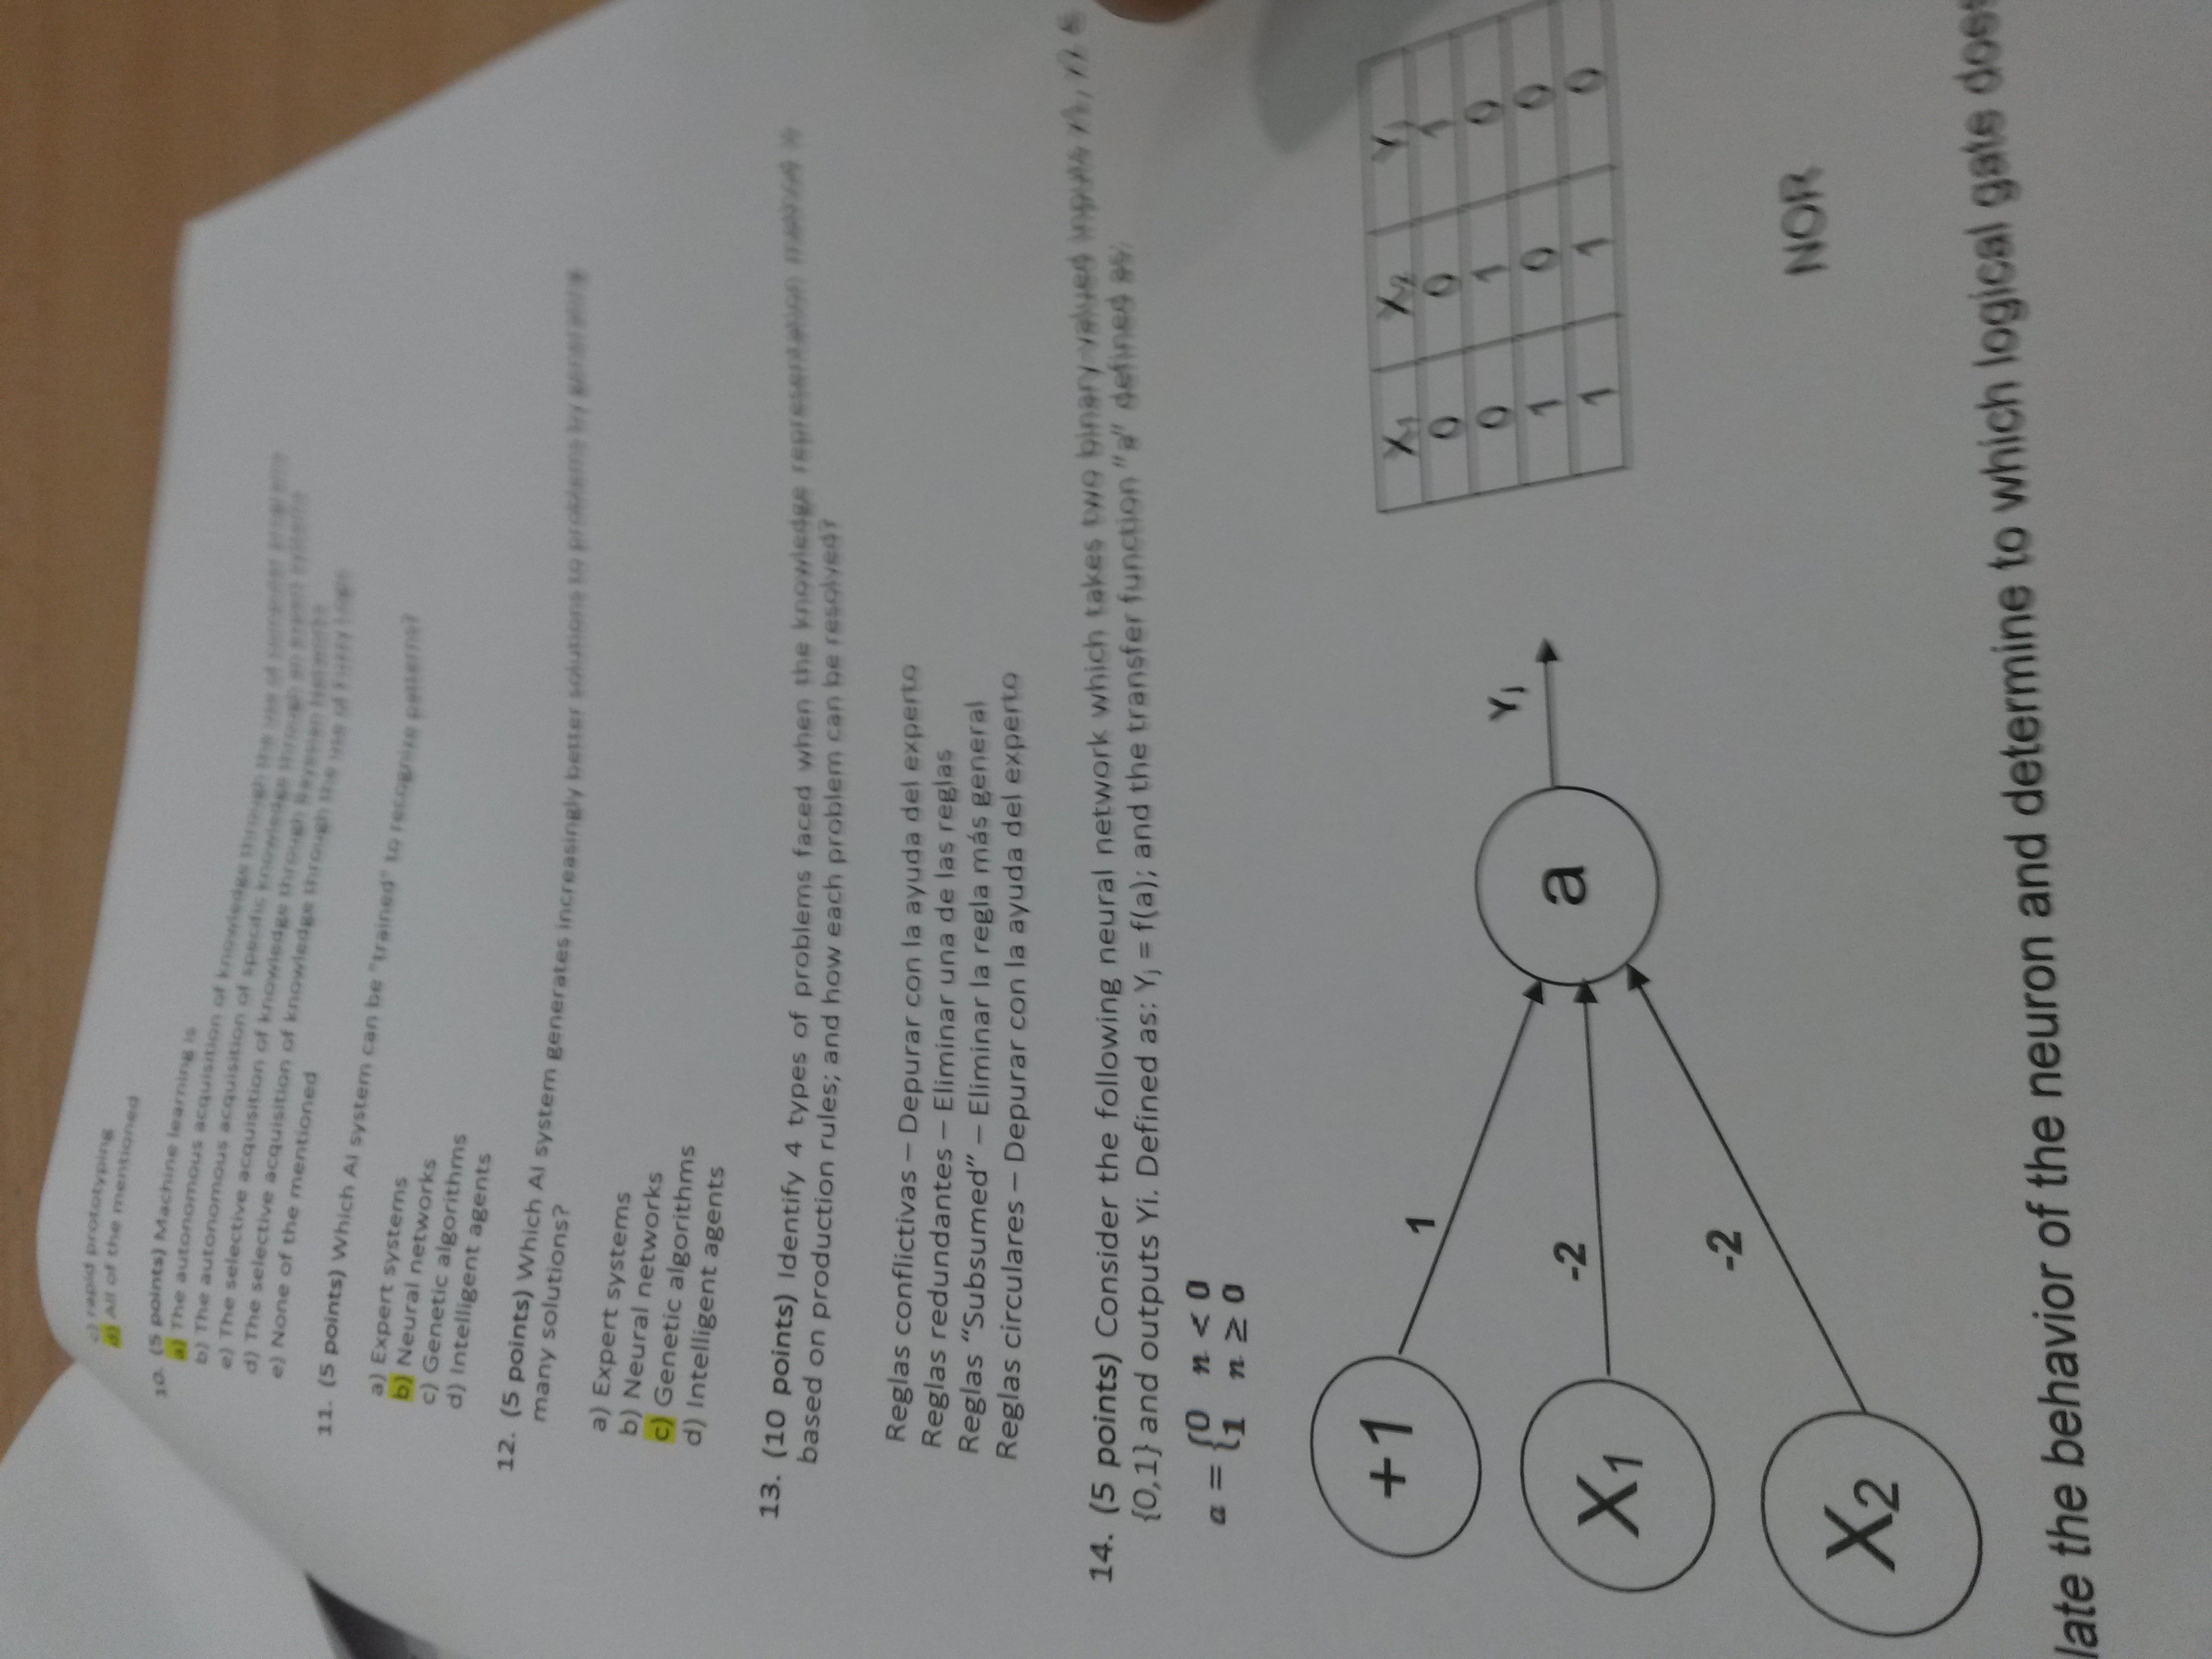 c) rapid prototyping
d) All of the mentioned
10. (5 points) Machine learning is
a) The autonomous acquisition of knowledge through the use of computer programs
b) The autonomous acquisition of specific knowledge through an expert systems
e) The selective acquisition of knowledge through Bayesian Networks
d) The selective acquisition of knowledge through the use of Fuzzy Logic
e) None of the mentioned
11. (5 points) Which AI system can be "trained" to recognize patterns?
a) Expert systems
b) Neural networks
c) Genetic algorithms
d) Intelligent agents
12. (5 points) Which AI system generates increasingly better solutions to problems by generating
many solutions?
a) Expert systems
b) Neural networks
c) Genetic algorithms
d) Intelligent agents
13. (10 points) Identify 4 types of problems faced when the knowledge representation method is
based on production rules; and how each problem can be resolved?
Reglas conflictivas – Depurar con la ayuda del experto
Reglas redundantes – Eliminar una de las reglas
Reglas “Subsumed” – Eliminar la regla más general
Reglas circulares – Depurar con la ayuda del experto
14. (5 points) Consider the following neural network which takes two binary-valued inputs
{0,1} and outputs Yi. Defined as: Yj = f(a); and the transfer function "a" defined as:
a = {0 n < 0
1 n ≥ 0
+1
1
X1
-2
X2
-2
a
Yj
X1 X2 Yj
0 0 1
0 1 0
1 0 0
1 1 0
NOR
late the behavior of the neuron and determine to which logical gate does